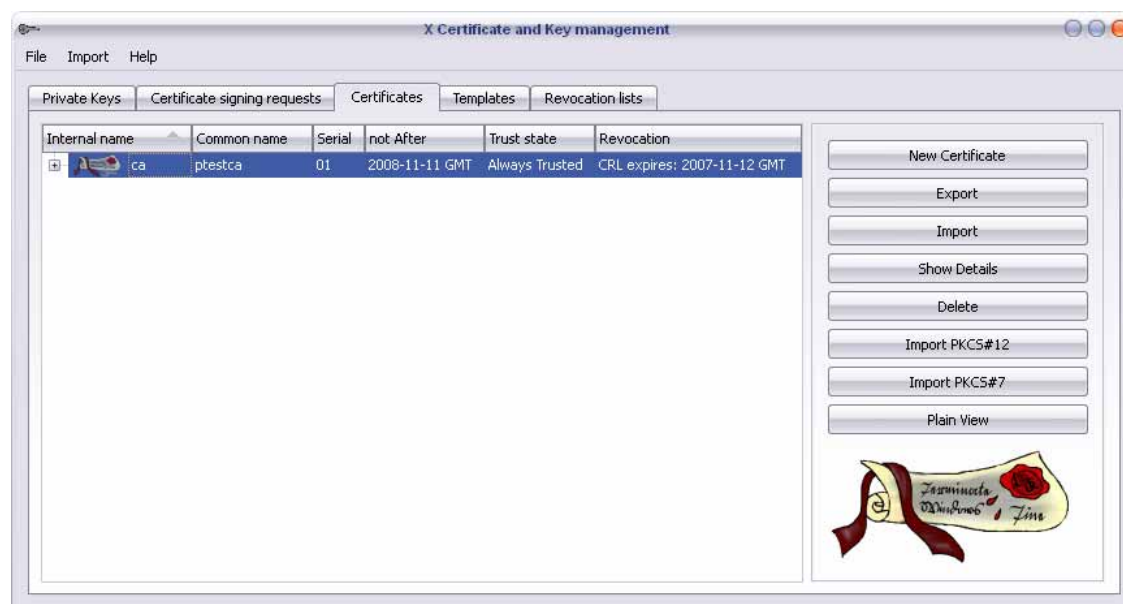 X Certificate and Key management
File Import Help
Private Keys Certificate signing requests Certificates Templates Revocation lists
Internal name Common name Serial not After Trust state Revocation
ca ptestca 01 2008-11-11 GMT Always Trusted CRL expires: 2007-11-12 GMT
New Certificate
Export
Import
Show Details
Delete
Import PKCS#12
Import PKCS#7
Plain View